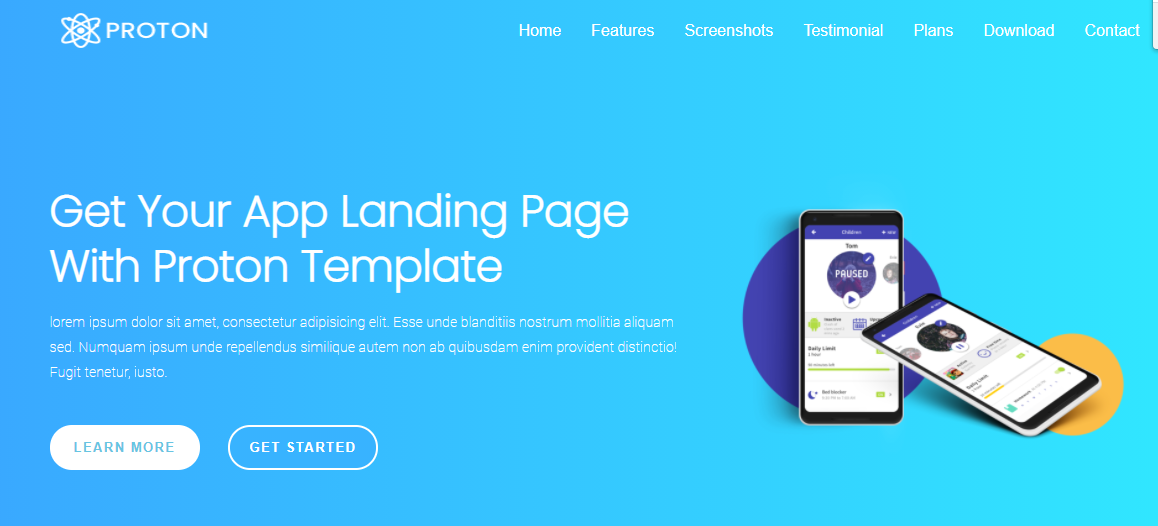 PROTON
Home Features Screenshots Testimonial Plans Download Contact
Get Your App Landing Page
With Proton Template
lorem ipsum dolor sit amet, consectetur adipisicing elit. Esse unde blanditiis nostrum mollitia aliquam
sed. Numquam ipsum unde repellendus similique autem non ab quibusdam enim provident distinctio!
Fugit tenetur, iusto.
LEARN MORE GET STARTED
Children
Tom
PAUSED
Inactive
Daily Limit
Bed blocker
Daily Limit